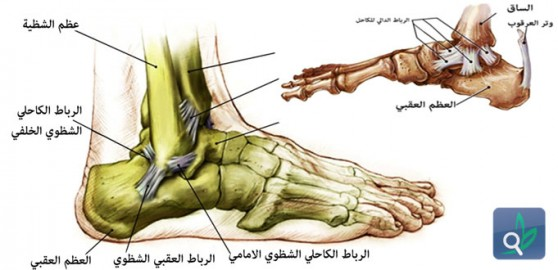 عظم الشظية
الساق
وتر العرقوب
الرباط الدالي للكاحل
العظم العقبي
الرباط الكاحلي
الشظوي الخلفي
العظم العقبي
الرباط العقبي الشظوي
الرباط الكاحلي الشظوي الامامي